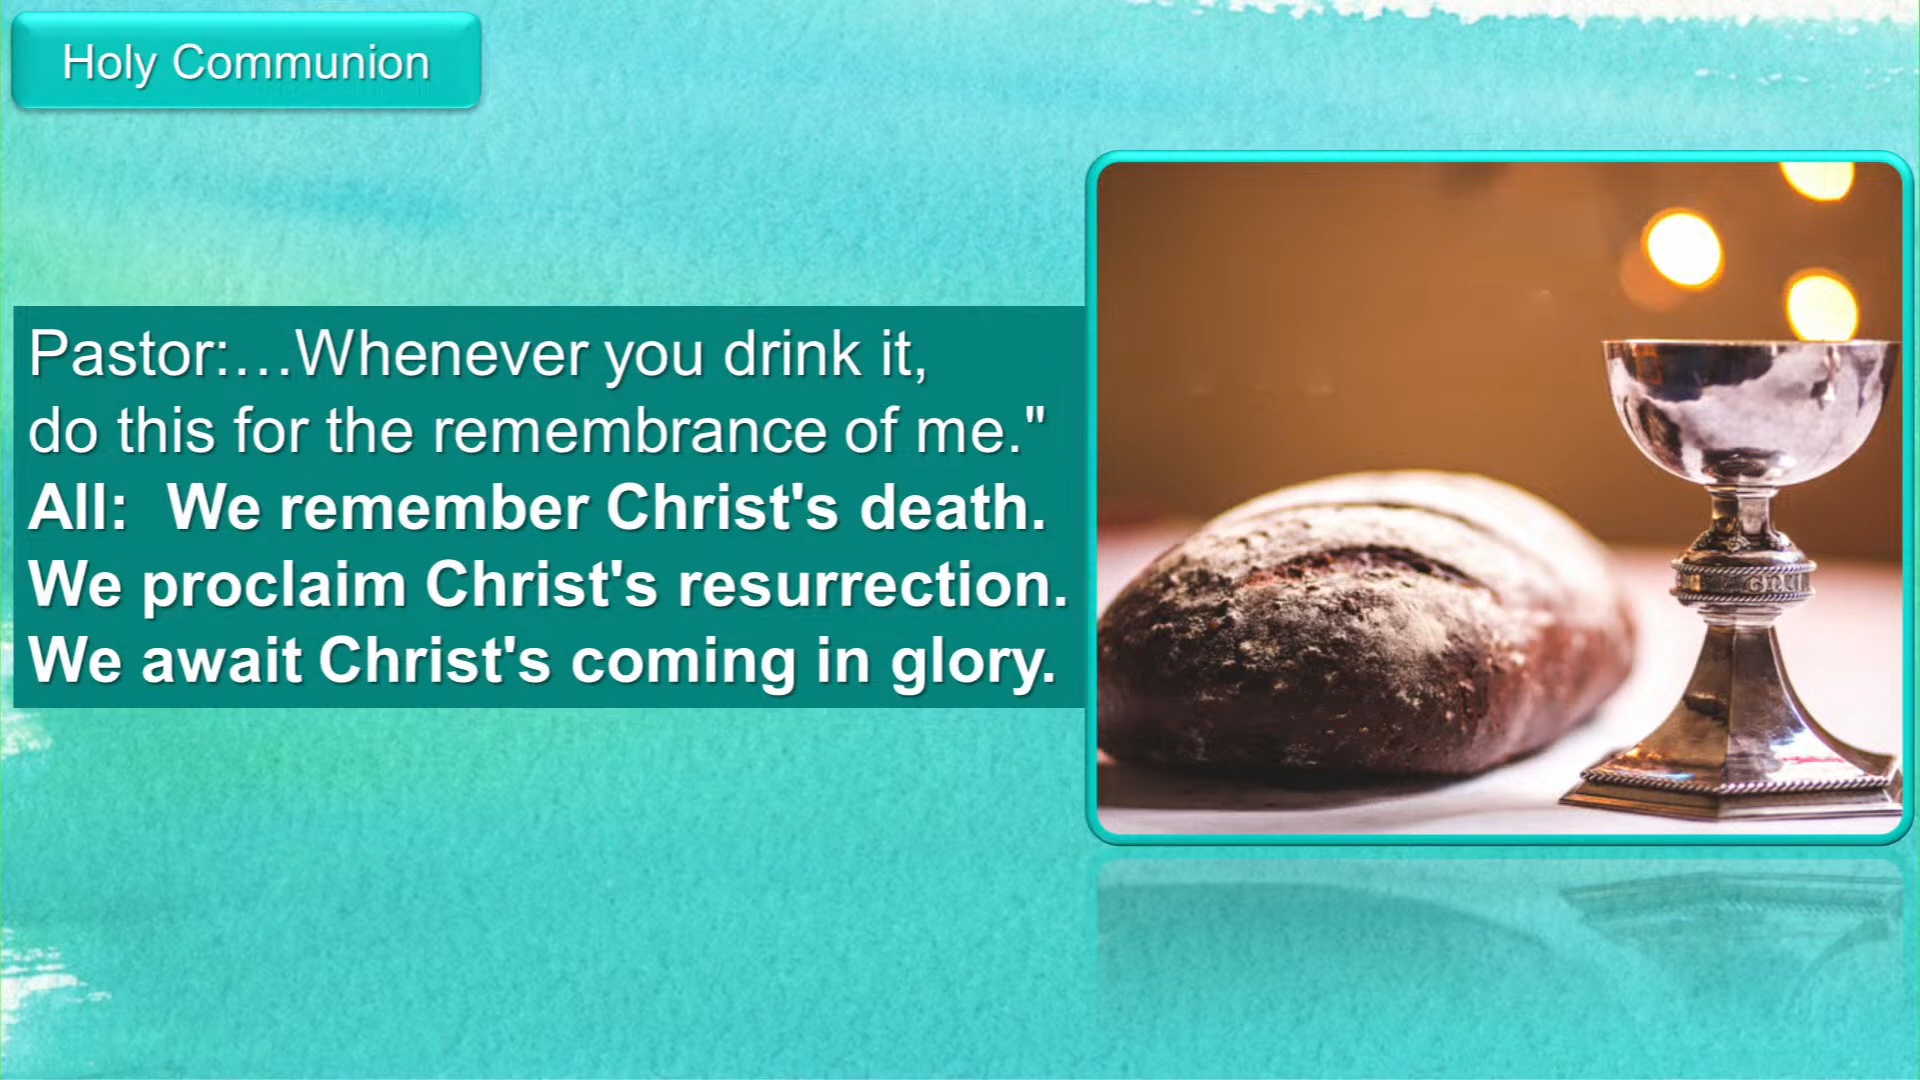 Holy Communion
Pastor:…Whenever you drink it,
do this for the remembrance of me."
All:  We remember Christ's death.
We proclaim Christ's resurrection.
We await Christ's coming in glory.